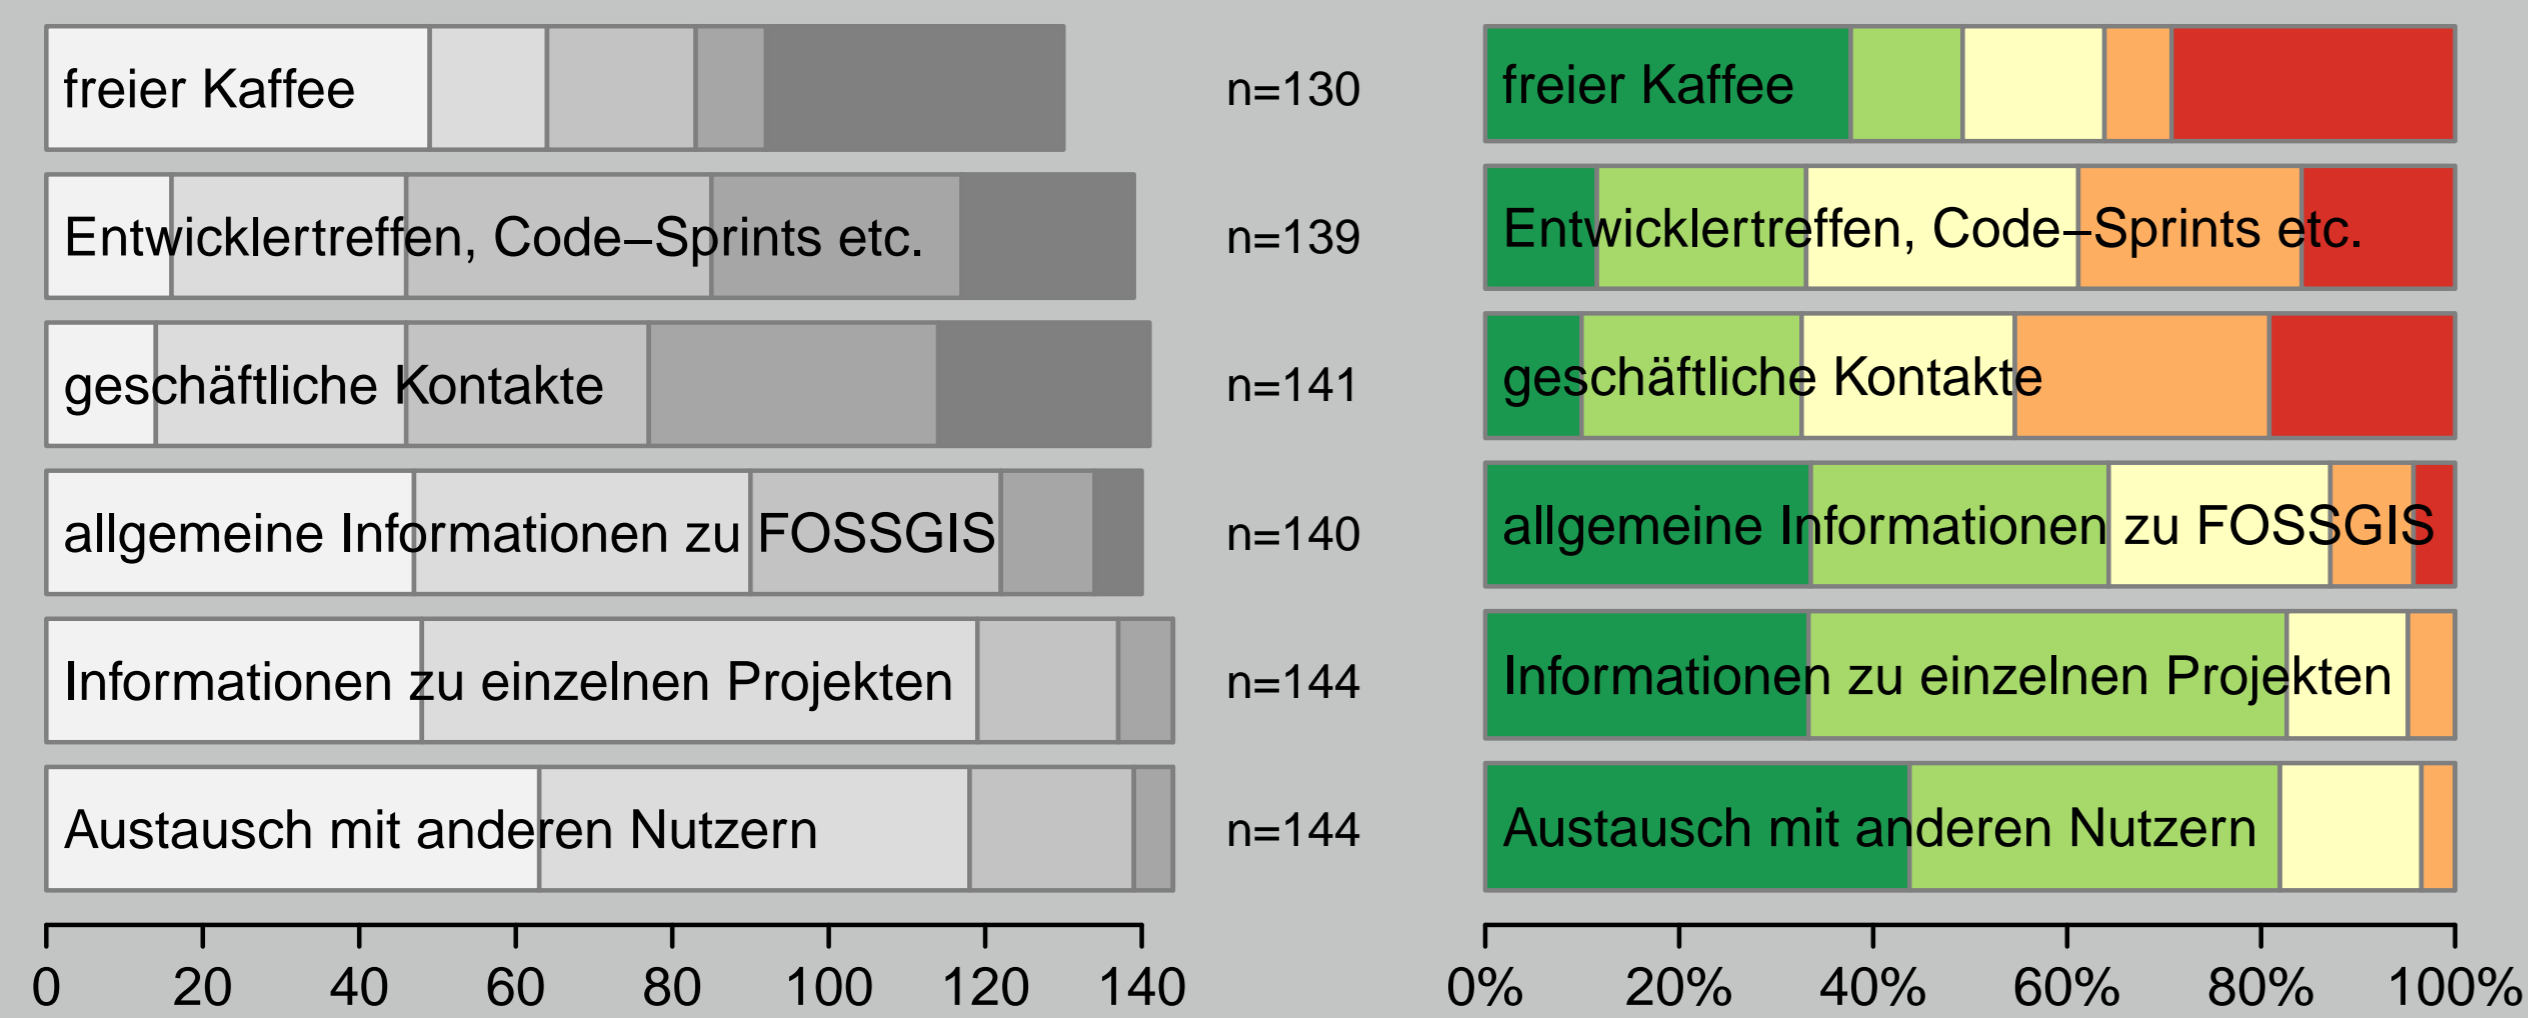 freier Kaffee
n=130
freier Kaffee
Entwicklertreffen, Code–Sprints etc.
n=139
Entwicklertreffen, Code–Sprints etc.
geschäftliche Kontakte
n=141
geschäftliche Kontakte
allgemeine Informationen zu FOSSGIS
n=140
allgemeine Informationen zu FOSSGIS
Informationen zu einzelnen Projekten
n=144
Informationen zu einzelnen Projekten
Austausch mit anderen Nutzern
n=144
Austausch mit anderen Nutzern
0 20 40 60 80 100 120 140
0% 20% 40% 60% 80% 100%